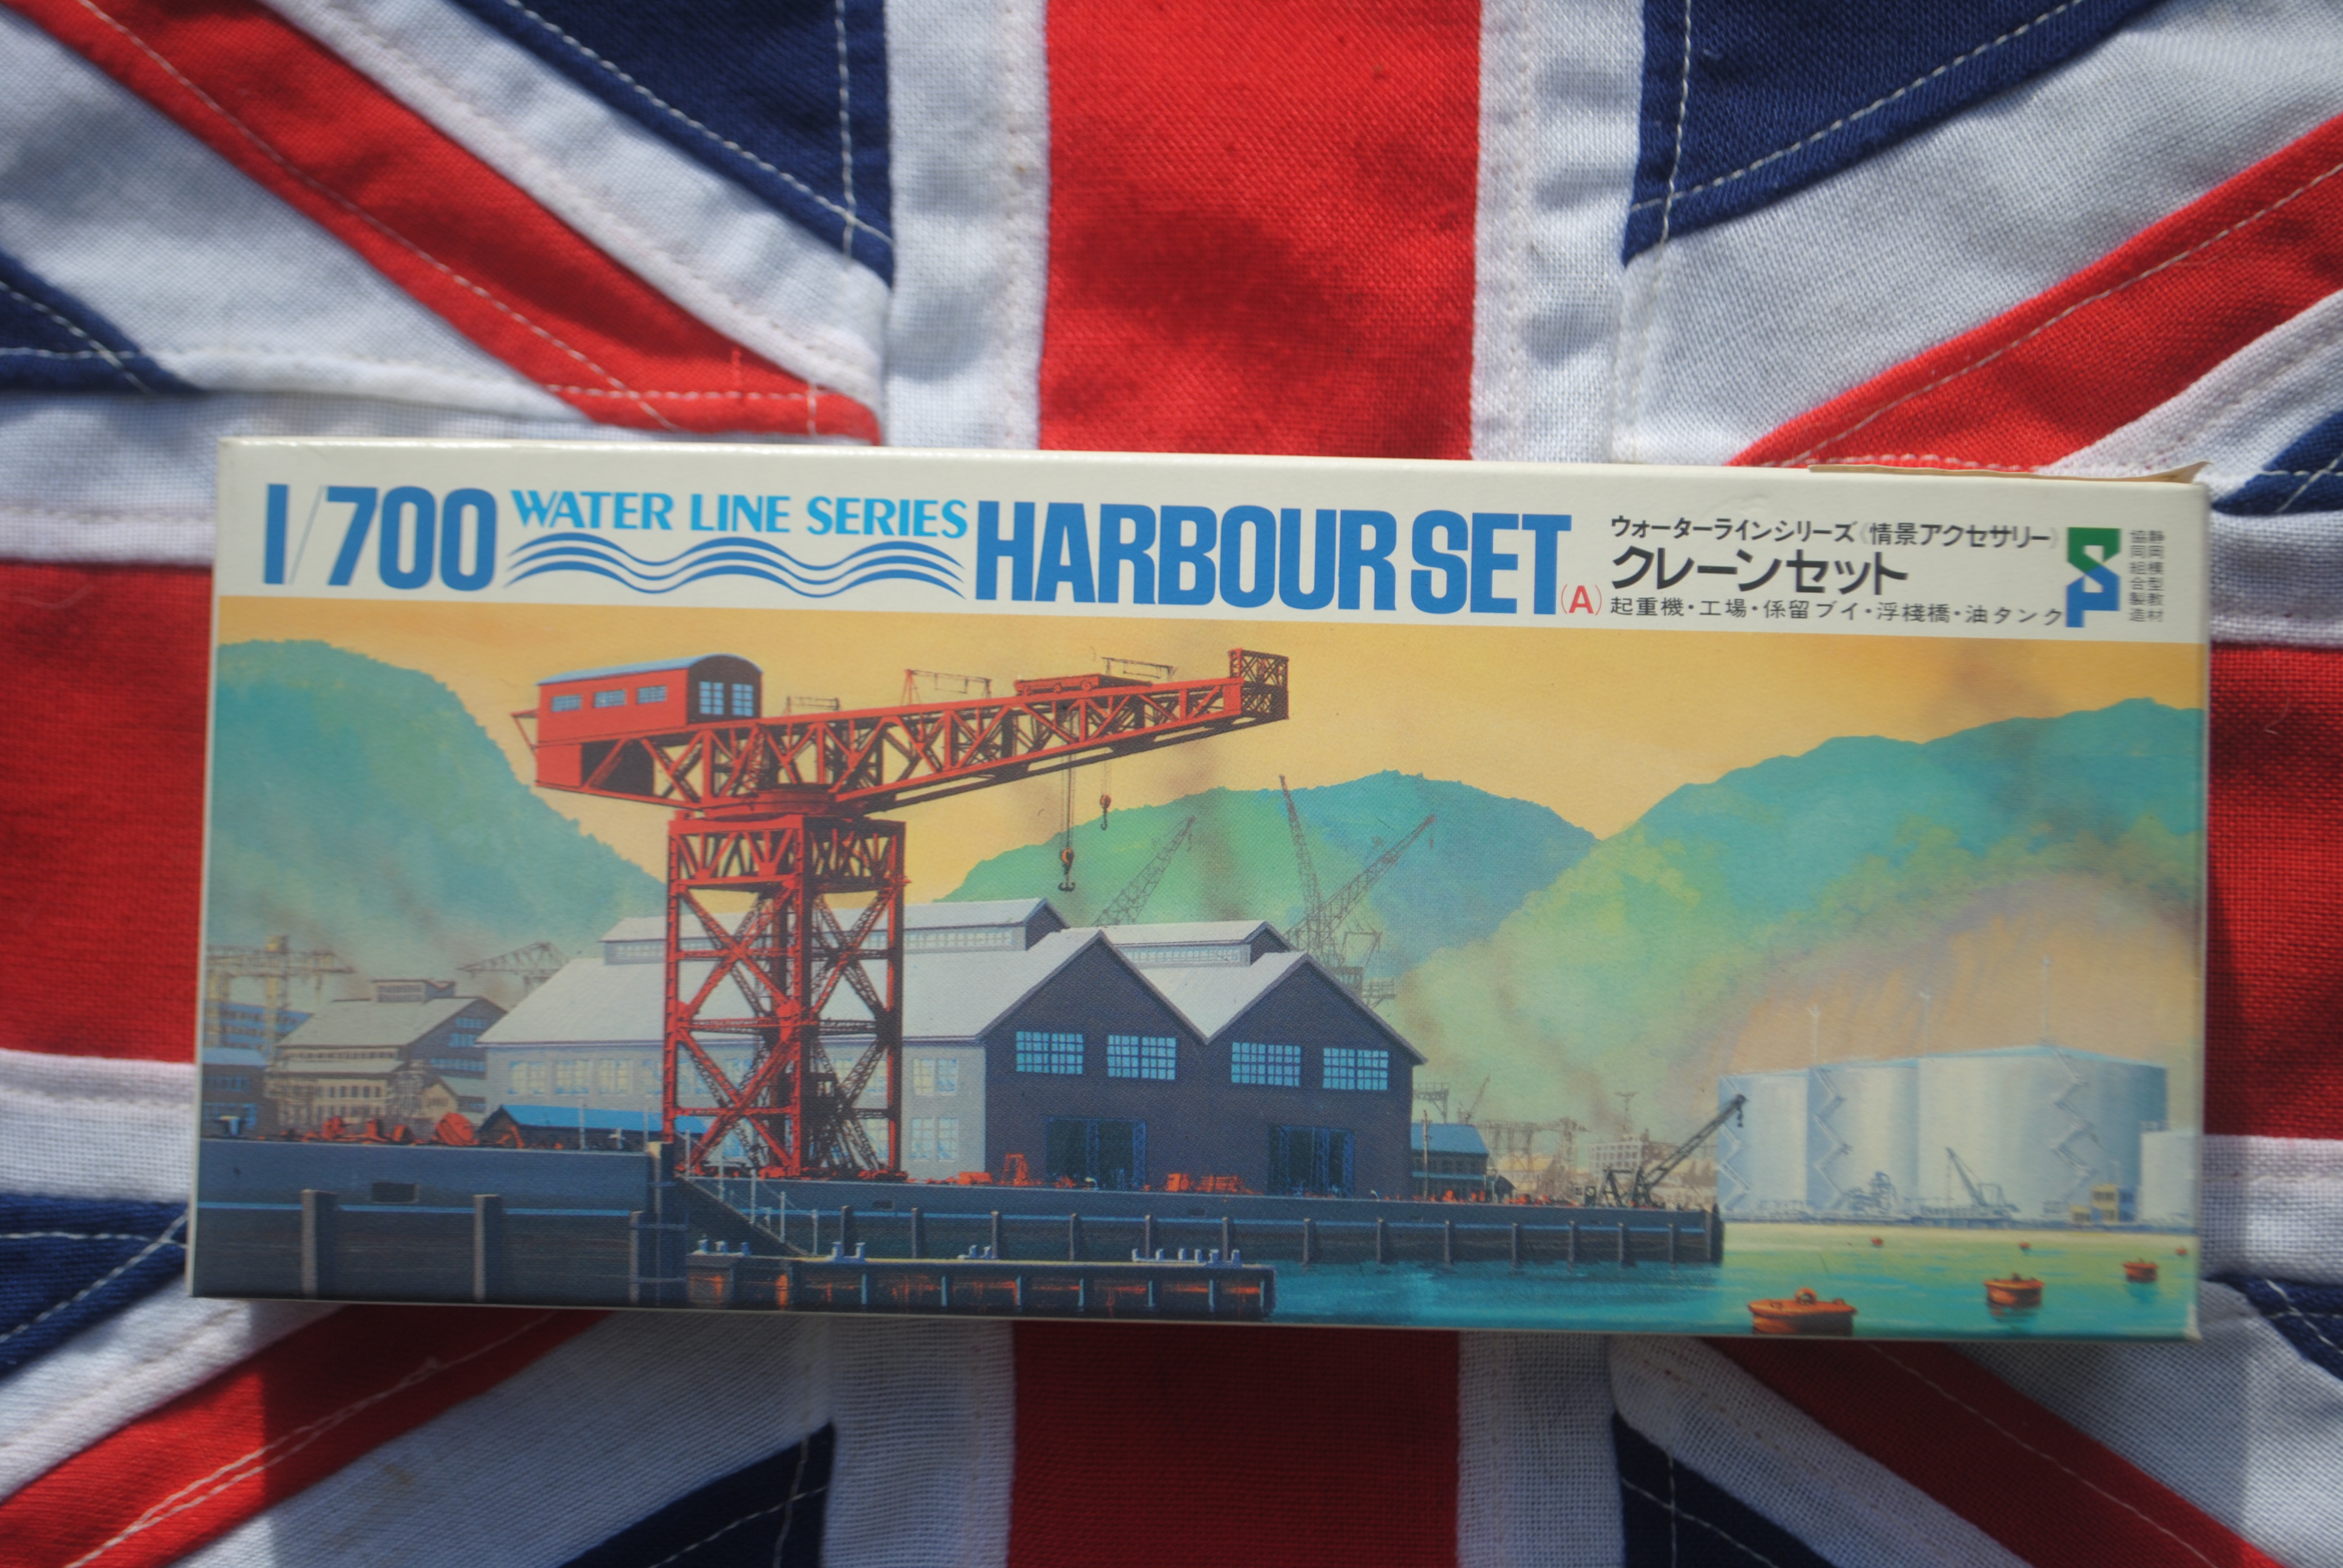 1/700 WATER LINE SERIES HARBOUR SET (A)
ウォーターラインシリーズ《情景アクセサリー》
クレーンセット
起重機・工場・係留ブイ・浮棧橋・油タンク
静岡模型教材
協同組合製造